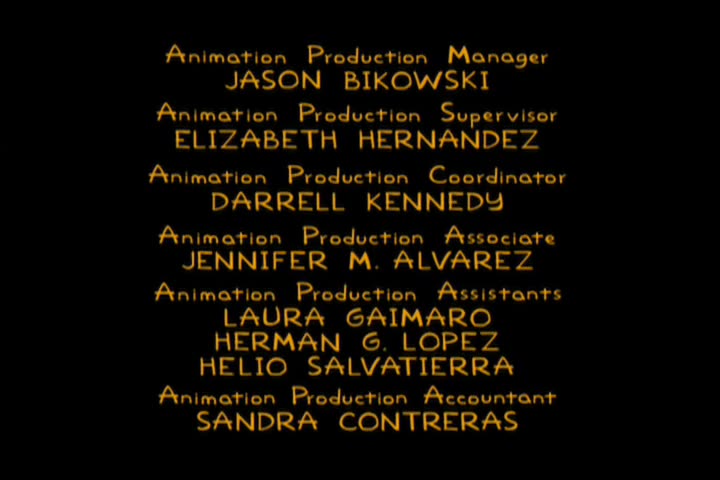 Animation Production Manager
JASON BIKOWSKI
Animation Production Supervisor
ELIZABETH HERNANDEZ
Animation Production Coordinator
DARRELL KENNEDY
Animation Production Associate
JENNIFER M. ALVAREZ
Animation Production Assistants
LAURA GAIMARO
HERMAN G. LOPEZ
HELIO SALVATIERRA
Animation Production Accountant
SANDRA CONTRERAS